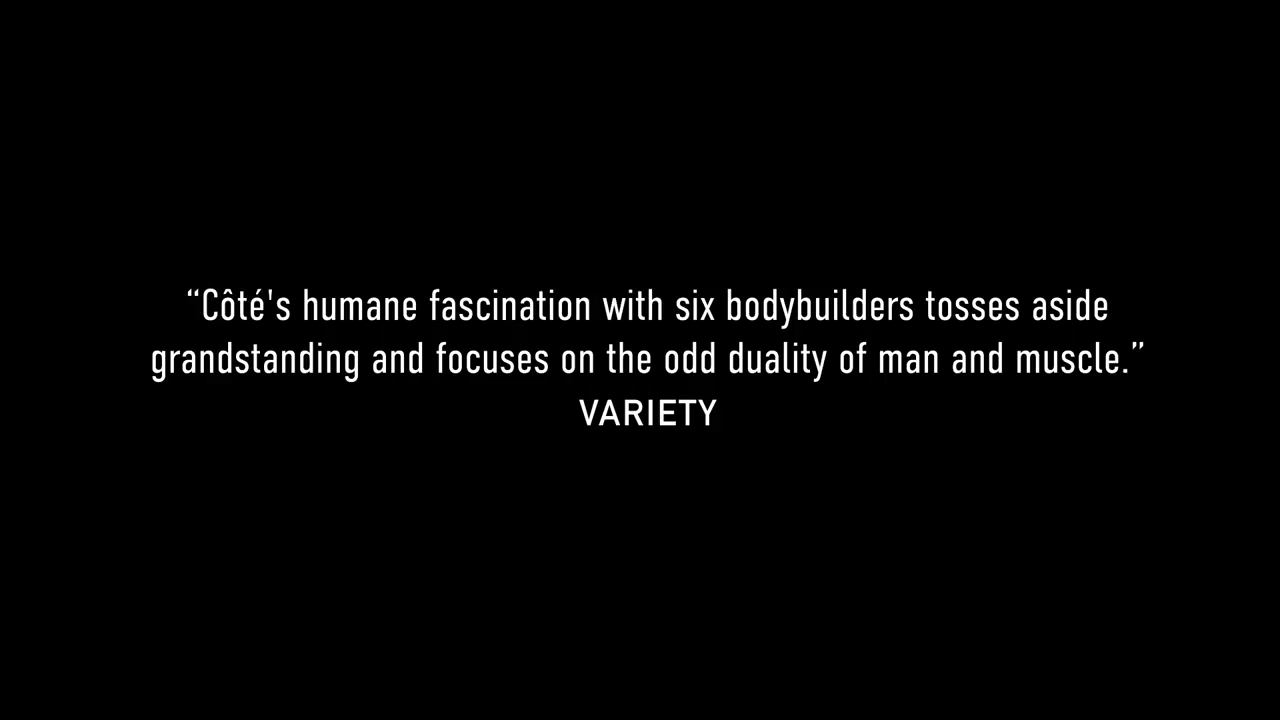 “Côté's humane fascination with six bodybuilders tosses aside
grandstanding and focuses on the odd duality of man and muscle.”
VARIETY